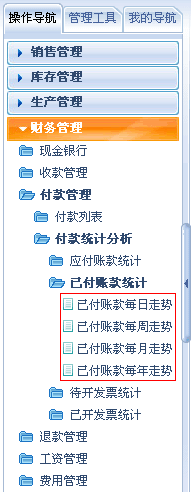 操作导航 管理工具 我的导航
销售管理
库存管理
生产管理
财务管理
现金银行
收款管理
付款管理
付款列表
付款统计分析
应付账款统计
已付账款统计
已付账款每日走势
已付账款每周走势
已付账款每月走势
已付账款每年走势
待开发票统计
已开发票统计
退款管理
工资管理
费用管理